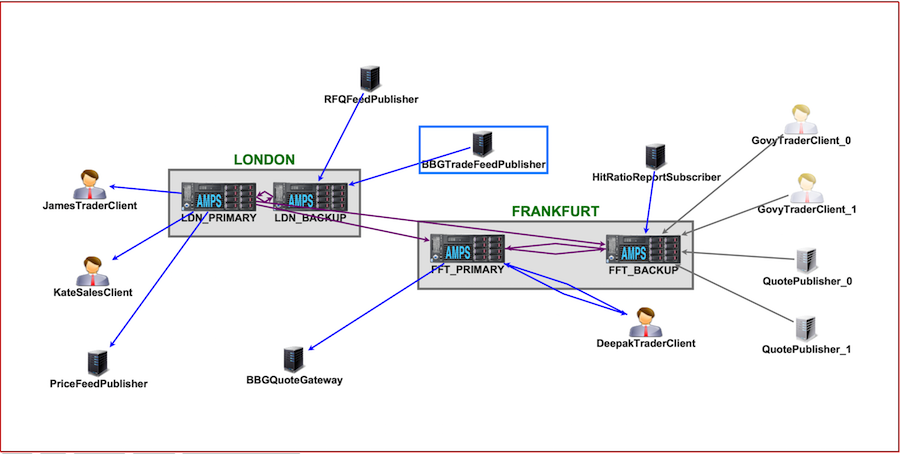 RFQFeedPublisher
BBGTradeFeedPublisher
GovyTraderClient_0
HitRatioReportSubscriber
LONDON
AMPS
AMPS
JamesTraderClient
LDN_PRIMARY
LDN_BACKUP
GovyTraderClient_1
FRANKFURT
AMPS
AMPS
FFT_PRIMARY
FFT_BACKUP
QuotePublisher_0
KateSalesClient
DeepakTraderClient
QuotePublisher_1
PriceFeedPublisher
BBGQuoteGateway